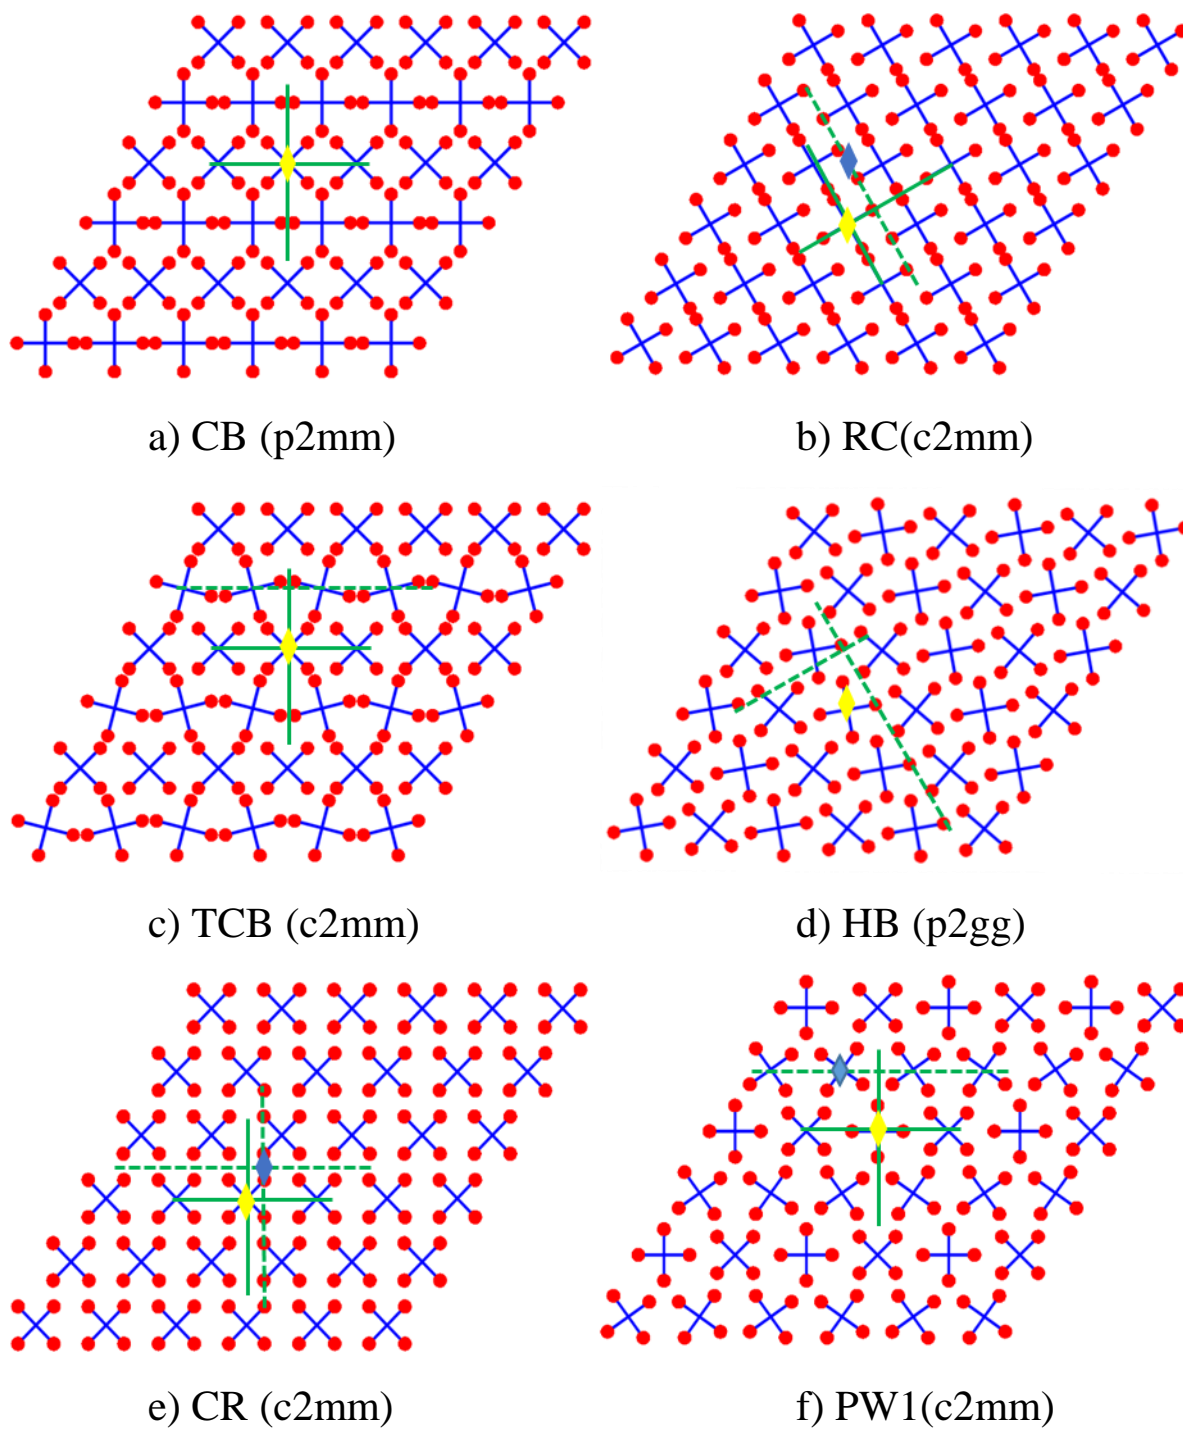 a) CB (p2mm)
b) RC(c2mm)
c) TCB (c2mm)
d) HB (p2gg)
e) CR (c2mm)
f) PW1(c2mm)